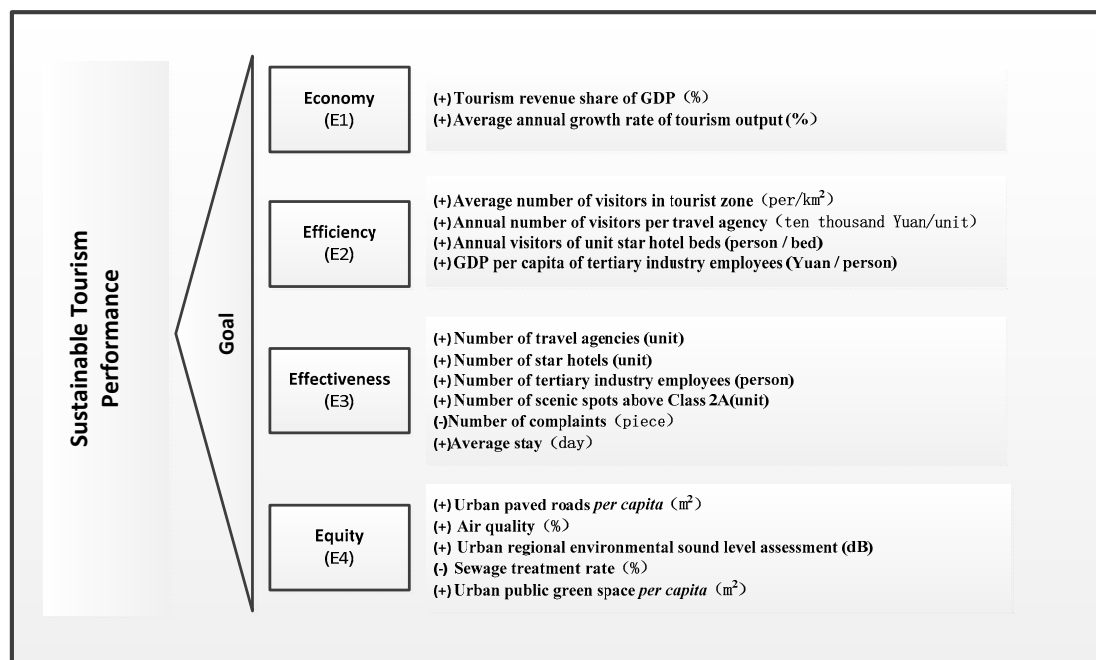 Sustainable Tourism
Performance
Goal
Economy
(E1)
(+) Tourism revenue share of GDP（%）
(+) Average annual growth rate of tourism output (%）
Efficiency
(E2)
(+) Average number of visitors in tourist zone（per/km²）
(+) Annual number of visitors per travel agency（ten thousand Yuan/unit）
(+) Annual visitors of unit star hotel beds (person / bed)
(+) GDP per capita of tertiary industry employees (Yuan / person)
Effectiveness
(E3)
(+) Number of travel agencies (unit)
(+) Number of star hotels (unit)
(+) Number of tertiary industry employees (person)
(+) Number of scenic spots above Class 2A(unit)
(-)Number of complaints（piece）
(+)Average stay（day）
Equity
(E4)
(+) Urban paved roads per capita（m²）
(+) Air quality（%）
(+) Urban regional environmental sound level assessment (dB)
(-) Sewage treatment rate（%）
(+) Urban public green space per capita（m²）